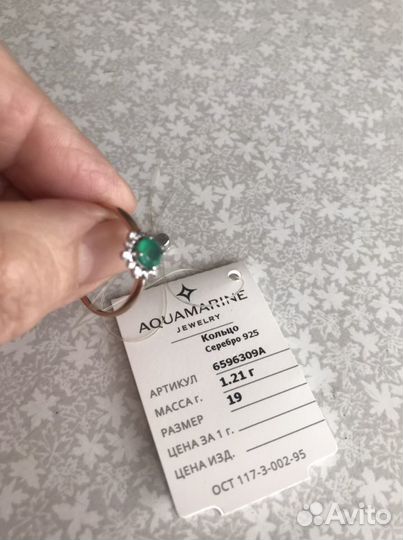 AQUAMARINE
JEWELRY
Кольцо
Серебро 925
АРТИКУЛ 6596309А
МАССА г. 1.21 г
РАЗМЕР 19
ЦЕНА ЗА 1 г.
ЦЕНА ИЗД.
ОСТ 117-3-002-95
Avito